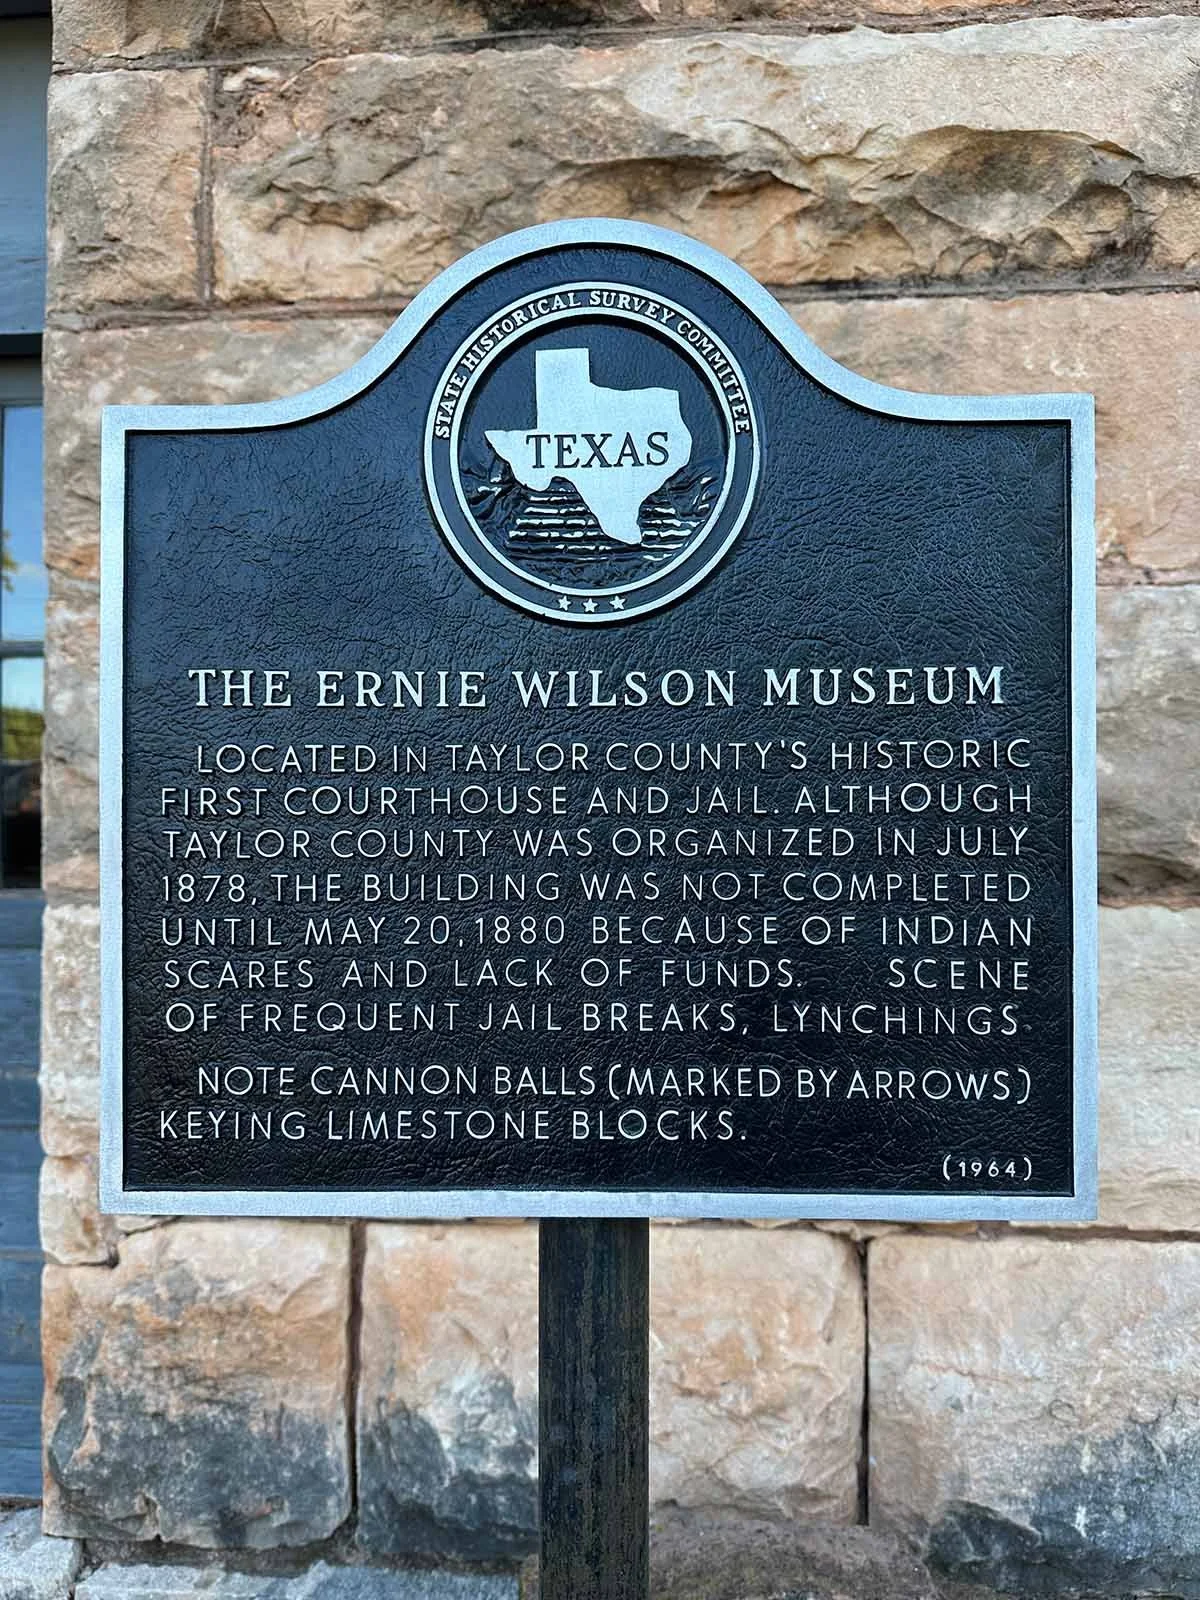 STATE HISTORICAL SURVEY COMMITTEE
TEXAS
THE ERNIE WILSON MUSEUM
LOCATED IN TAYLOR COUNTY'S HISTORIC
FIRST COURTHOUSE AND JAIL. ALTHOUGH
TAYLOR COUNTY WAS ORGANIZED IN JULY
1878, THE BUILDING WAS NOT COMPLETED
UNTIL MAY 20, 1880 BECAUSE OF INDIAN
SCARES AND LACK OF FUNDS. SCENE
OF FREQUENT JAIL BREAKS, LYNCHINGS.
NOTE CANNON BALLS (MARKED BY ARROWS)
KEYING LIMESTONE BLOCKS.
(1964)